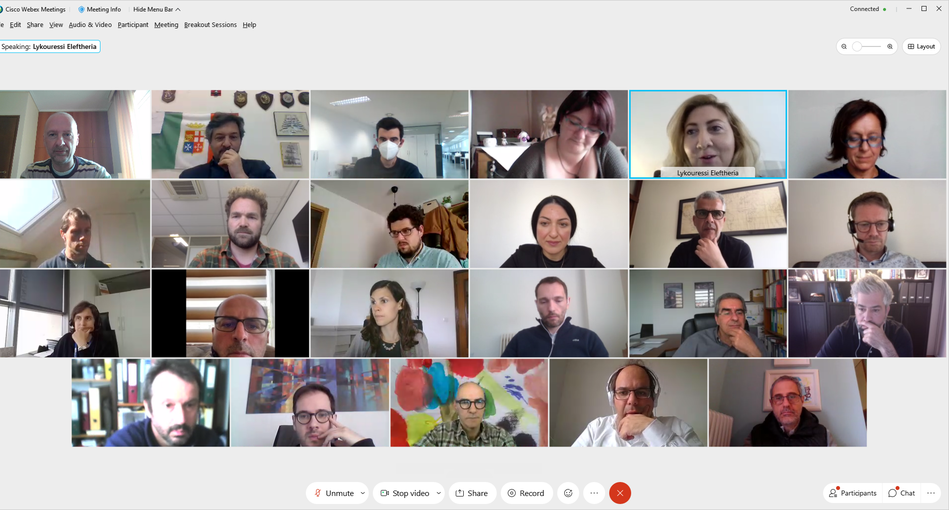 Cisco Webex Meetings Meeting Info Hide Menu Bar Connected
Edit Share View Audio & Video Participant Meeting Breakout Sessions Help
Speaking: Lykouressi Eleftheria Layout
Lykouressi Eleftheria
Unmute Stop video Share Record Participants Chat